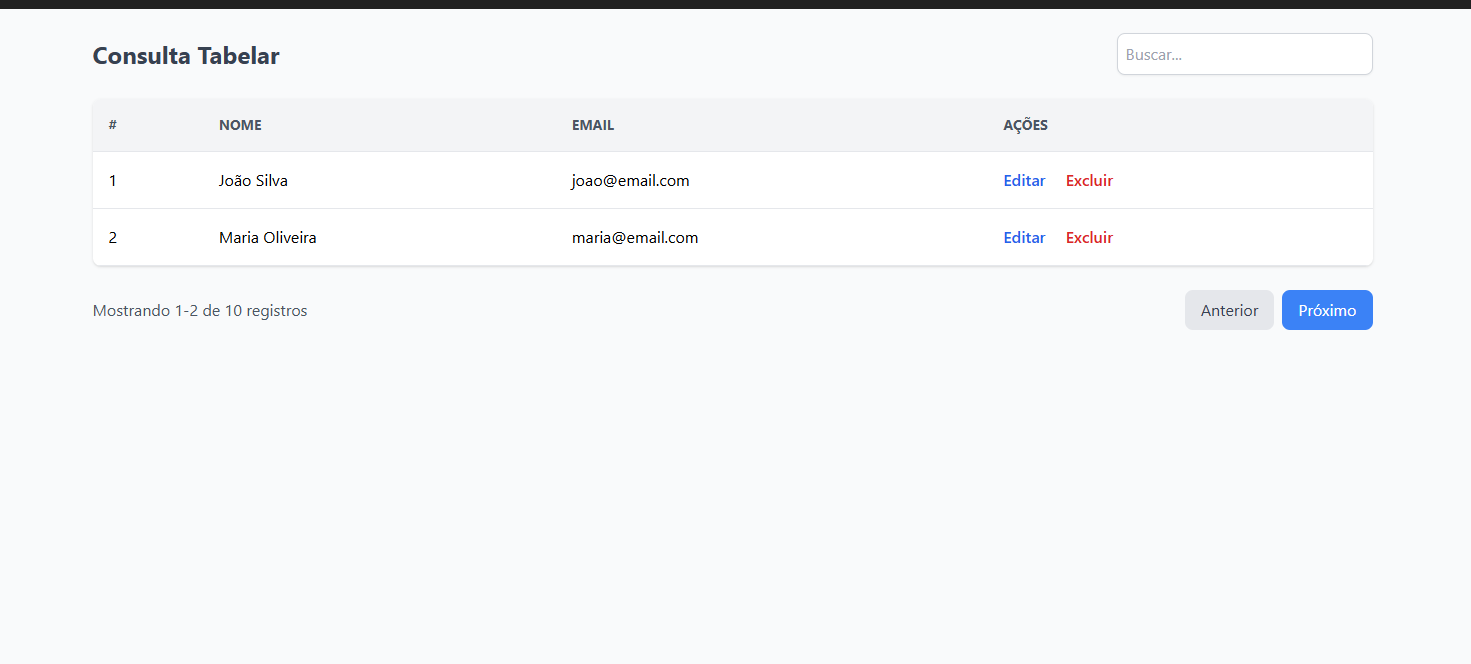 Consulta Tabelar
Buscar...
# NOME EMAIL AÇÕES
1 João Silva joao@email.com Editar Excluir
2 Maria Oliveira maria@email.com Editar Excluir
Mostrando 1-2 de 10 registros
Anterior Próximo